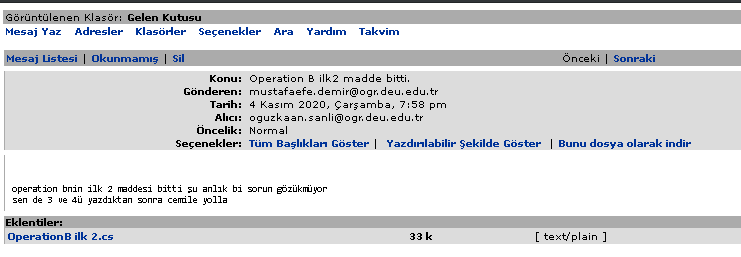 Görüntülenen Klasör: Gelen Kutusu
Mesaj Yaz Adresler Klasörler Seçenekler Ara Yardım Takvim
Mesaj Listesi | Okunmamış | Sil Önceki | Sonraki
Konu: Operation B ilk2 madde bitti.
Gönderen: mustafaefe.demir@ogr.deu.edu.tr
Tarih: 4 Kasım 2020, Çarşamba, 7:58 pm
Alıcı: oguzkaan.sanli@ogr.deu.edu.tr
Öncelik: Normal
Seçenekler: Tüm Başlıkları Göster | Yazdırılabilir Şekilde Göster | Bunu dosya olarak indir
operation bnin ilk 2 maddesi bitti şu anlık bi sorun gözükmüyor
sen de 3 ve 4ü yazdıktan sonra cemile yolla
Eklentiler:
OperationB ilk 2.cs 33 k [ text/plain ]